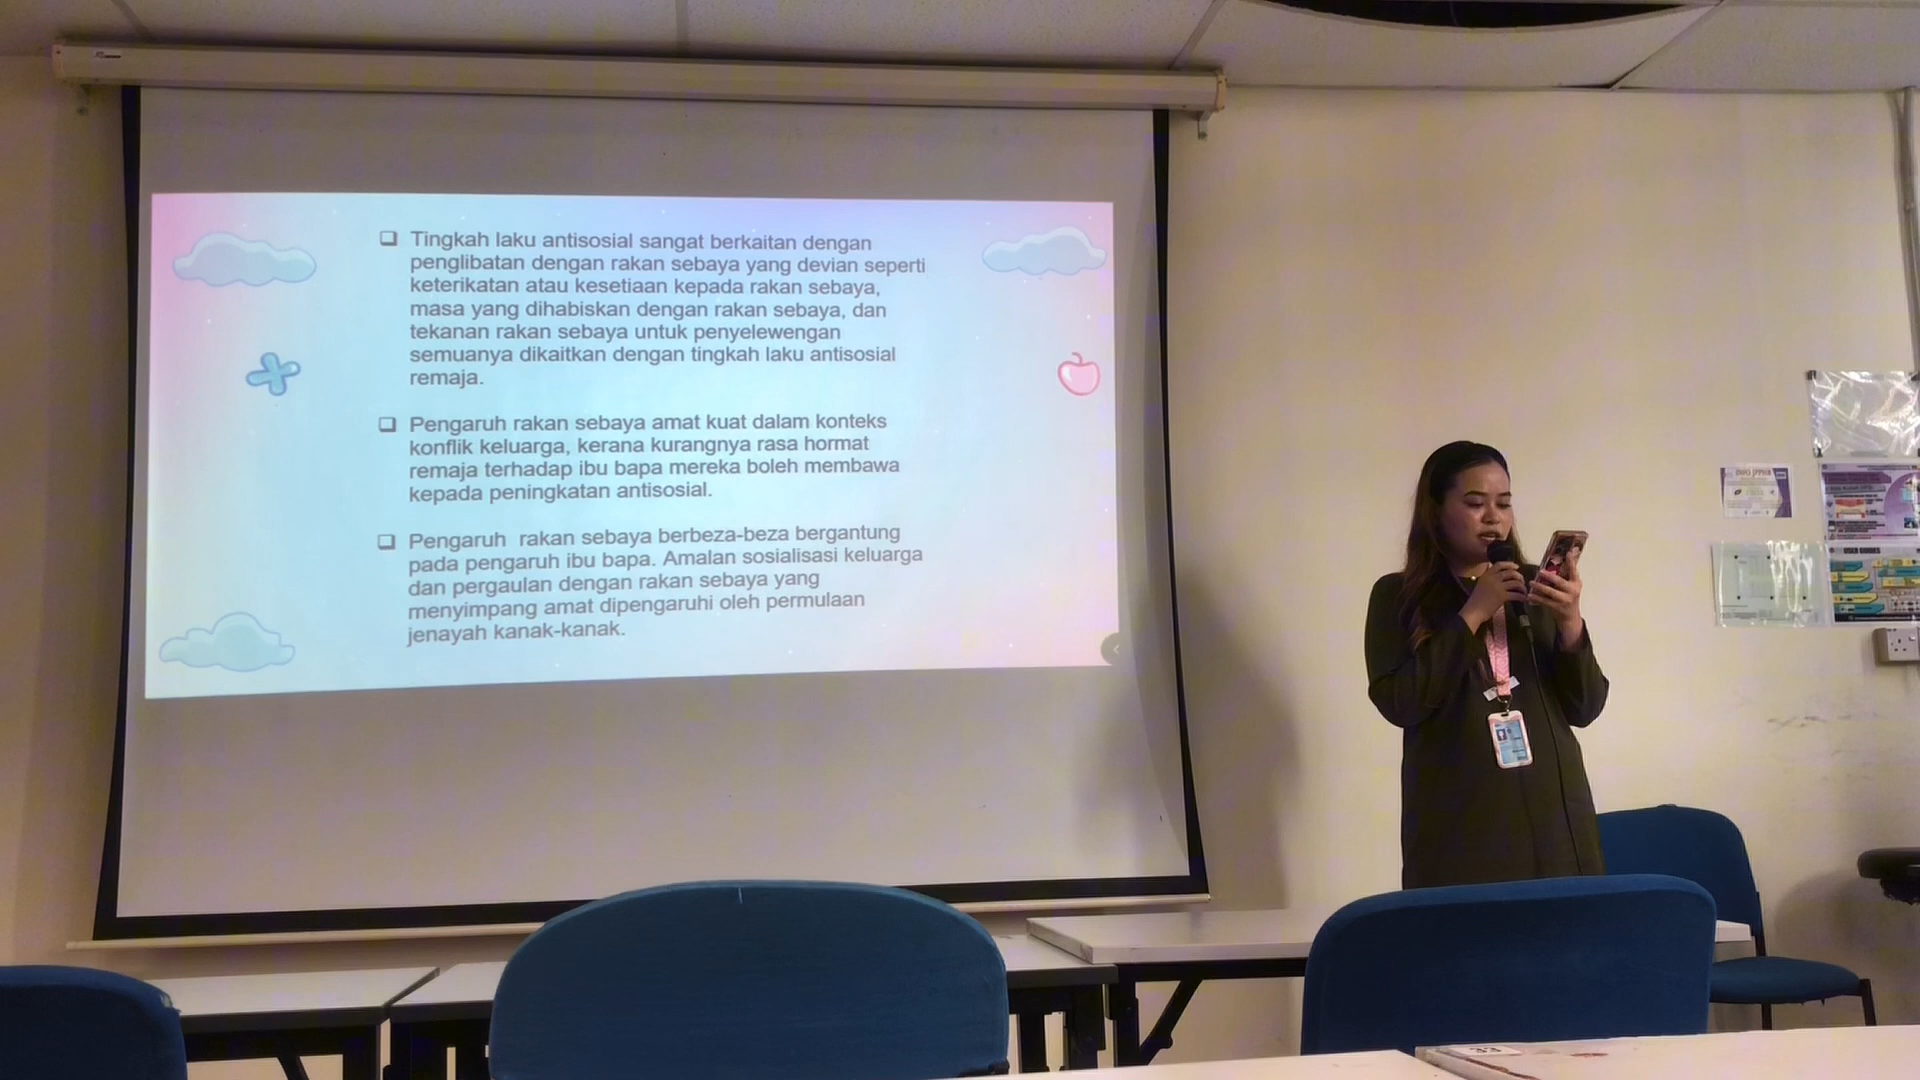 ❑ Tingkah laku antisosial sangat berkaitan dengan
penglibatan dengan rakan sebaya yang devian seperti
keterikatan atau kesetiaan kepada rakan sebaya,
masa yang dihabiskan dengan rakan sebaya, dan
tekanan rakan sebaya untuk penyelewengan
semuanya dikaitkan dengan tingkah laku antisosial
remaja.
❑ Pengaruh rakan sebaya amat kuat dalam konteks
konflik keluarga, kerana kurangnya rasa hormat
remaja terhadap ibu bapa mereka boleh membawa
kepada peningkatan antisosial.
❑ Pengaruh  rakan sebaya berbeza-beza bergantung
pada pengaruh ibu bapa. Amalan sosialisasi keluarga
dan pergaulan dengan rakan sebaya yang
menyimpang amat dipengaruhi oleh permulaan
jenayah kanak-kanak.
USER GUIDES
33